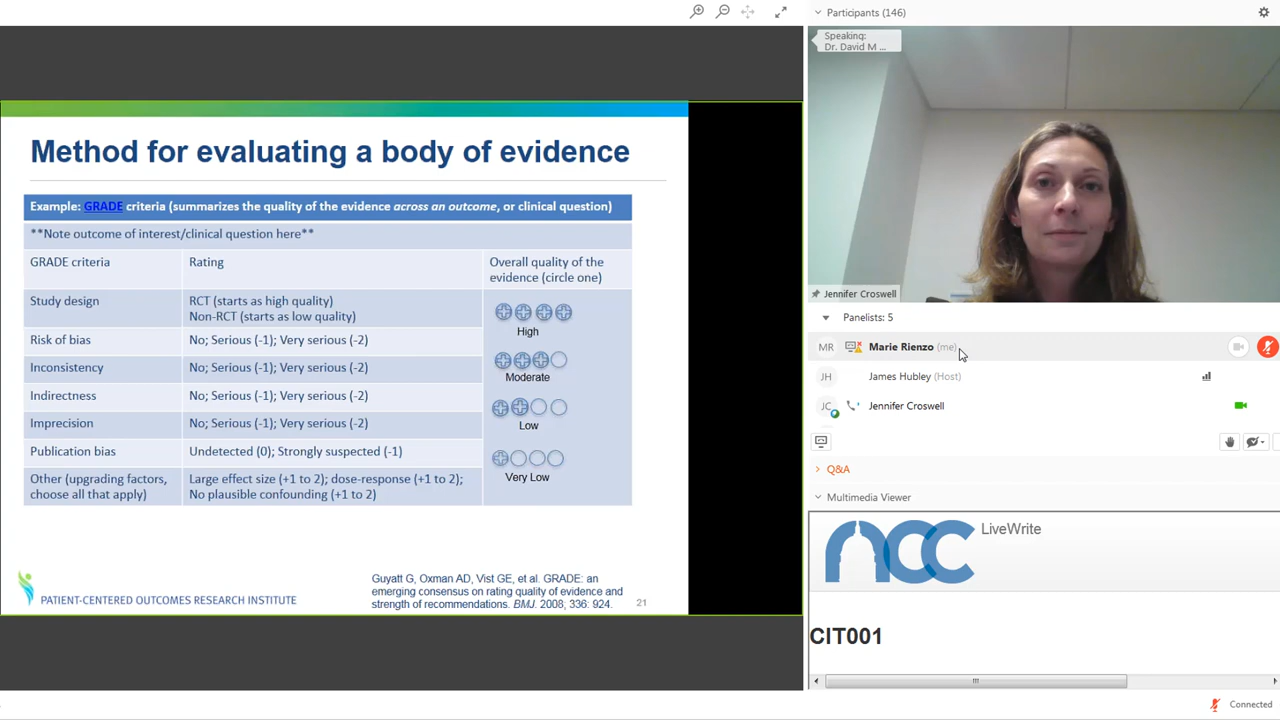 Method for evaluating a body of evidence
Example: GRADE criteria (summarizes the quality of the evidence across an outcome, or clinical question)
**Note outcome of interest/clinical question here**
GRADE criteria
Rating
Overall quality of the
evidence (circle one)
Study design
RCT (starts as high quality)
Non-RCT (starts as low quality)
High
Risk of bias
No; Serious (-1); Very serious (-2)
Moderate
Inconsistency
No; Serious (-1); Very serious (-2)
Indirectness
No; Serious (-1); Very serious (-2)
Low
Imprecision
No; Serious (-1); Very serious (-2)
Publication bias
Undetected (0); Strongly suspected (-1)
Very Low
Other (upgrading factors,
choose all that apply)
Large effect size (+1 to 2); dose-response (+1 to 2);
No plausible confounding (+1 to 2)
Guyatt G, Oxman AD, Vist GE, et al. GRADE: an
emerging consensus on rating quality of evidence and
strength of recommendations. BMJ. 2008; 336: 924.
21
PATIENT-CENTERED OUTCOMES RESEARCH INSTITUTE
Participants (146)
Speaking:
Dr. David M ...
Jennifer Croswell
Panelists: 5
MR Marie Rienzo (me)
JH James Hubley (Host)
JC Jennifer Croswell
Q&A
Multimedia Viewer
ncc LiveWrite
CIT001
Connected